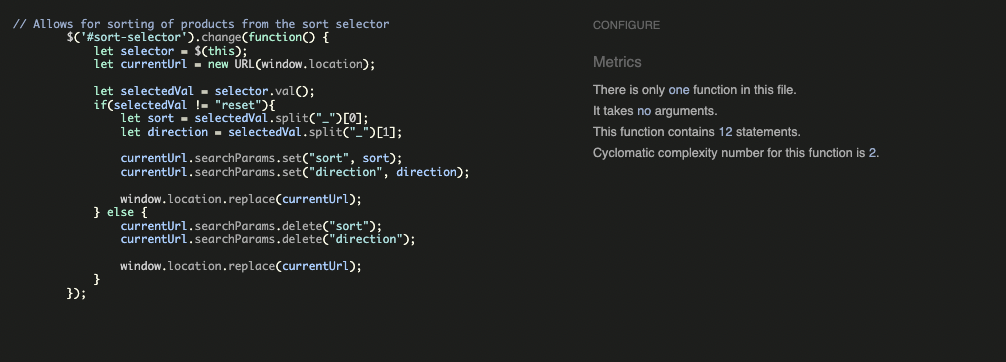 // Allows for sorting of products from the sort selector
$('#sort-selector').change(function() {
let selector = $(this);
let currentUrl = new URL(window.location);
let selectedVal = selector.val();
if(selectedVal != "reset"){
let sort = selectedVal.split("_")[0];
let direction = selectedVal.split("_")[1];
currentUrl.searchParams.set("sort", sort);
currentUrl.searchParams.set("direction", direction);
window.location.replace(currentUrl);
} else {
currentUrl.searchParams.delete("sort");
currentUrl.searchParams.delete("direction");
window.location.replace(currentUrl);
}
});
CONFIGURE
Metrics
There is only one function in this file.
It takes no arguments.
This function contains 12 statements.
Cyclomatic complexity number for this function is 2.